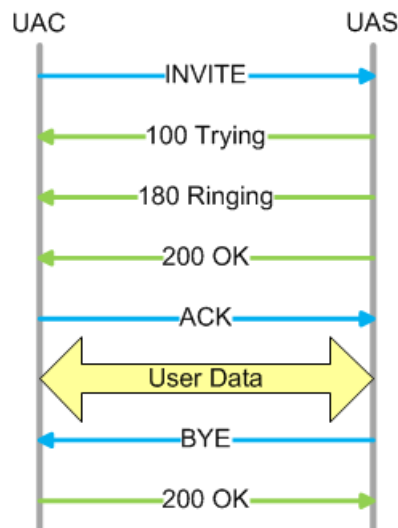 UAC UAS
INVITE
100 Trying
180 Ringing
200 OK
ACK
User Data
BYE
200 OK